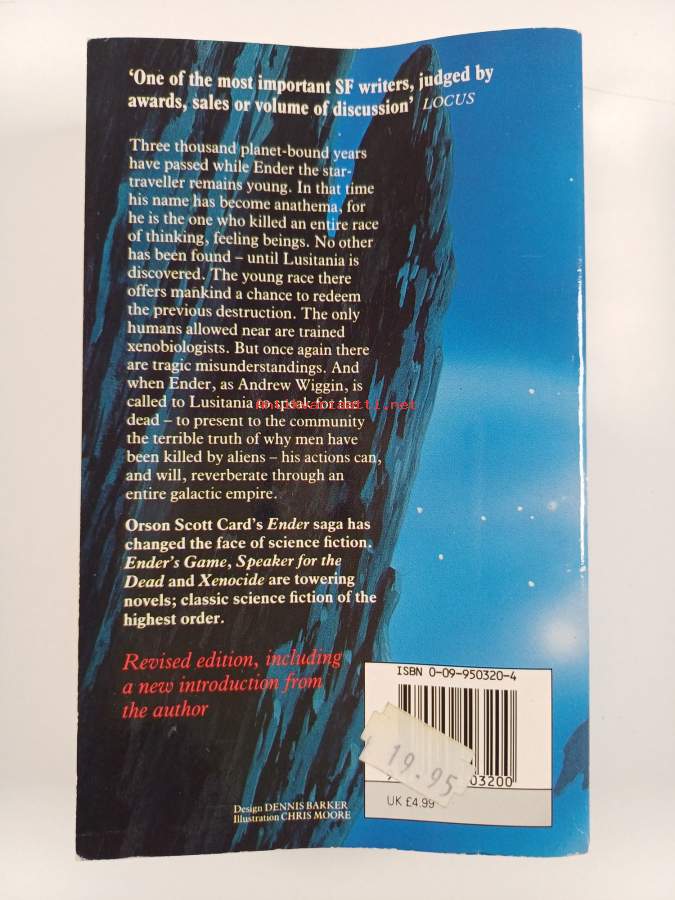 'One of the most important SF writers, judged by
awards, sales or volume of discussion' LOCUS
Three thousand planet-bound years
have passed while Ender the star-
traveller remains young. In that time
his name has become anathema, for
he is the one who killed an entire race
of thinking, feeling beings. No other
has been found – until Lusitania is
discovered. The young race there
offers mankind a chance to redeem
the previous destruction. The only
humans allowed near are trained
xenobiologists. But once again there
are tragic misunderstandings. And
when Ender, as Andrew Wiggin, is
called to Lusitania to speak for the
dead – to present to the community
the terrible truth of why men have
been killed by aliens – his actions can,
and will, reverberate through an
entire galactic empire.
Orson Scott Card's Ender saga has
changed the face of science fiction.
Ender's Game, Speaker for the
Dead and Xenocide are towering
novels; classic science fiction of the
highest order.
Revised edition, including
a new introduction from
the author
ISBN 0-09-950320-4
19.95
03200
UK £4.99
Design DENNIS BARKER
Illustration CHRIS MOORE